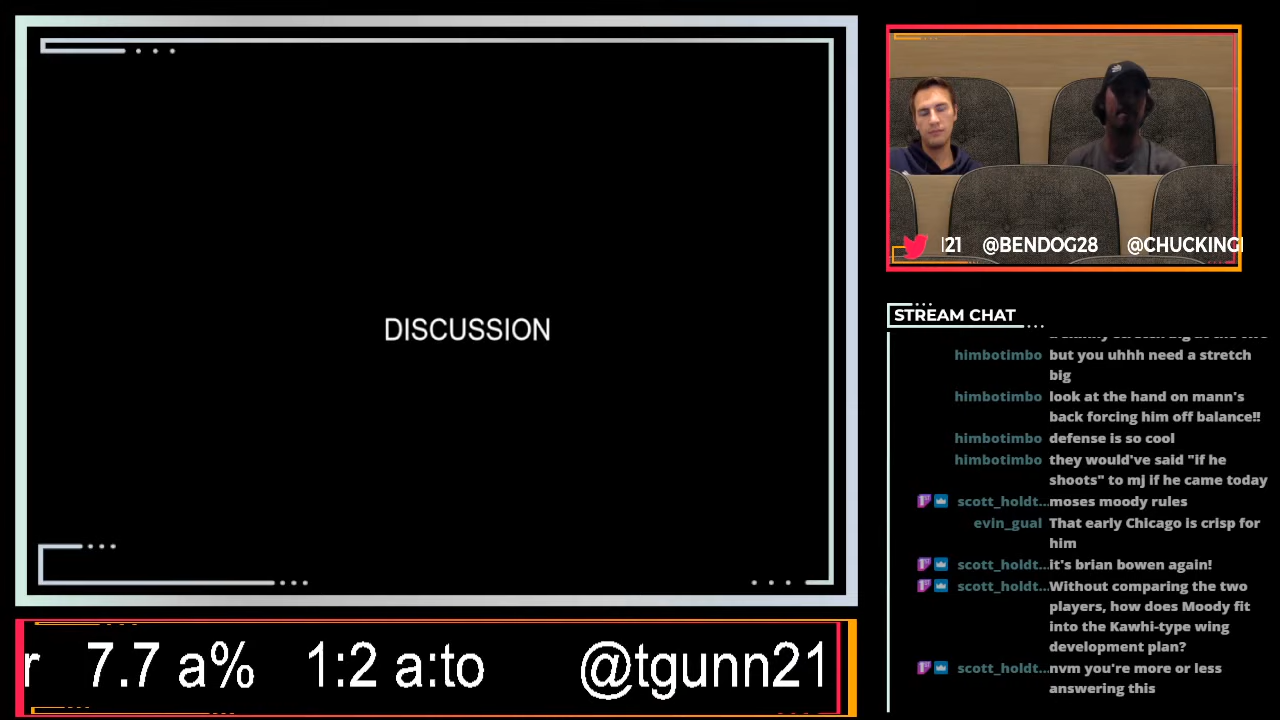 DISCUSSION
21 @BENDOG28 @CHUCKING
STREAM CHAT
himbotimbo but you uhhh need a stretch
big
himbotimbo look at the hand on mann's
back forcing him off balance!!
himbotimbo defense is so cool
himbotimbo they would've said "if he
shoots" to mj if he came today
scott_holdt... moses moody rules
evin_gual That early Chicago is crisp for
him
scott_holdt... it's brian bowen again!
scott_holdt... Without comparing the two
players, how does Moody fit
into the Kawhi-type wing
development plan?
scott_holdt... nvm you're more or less
answering this
r 7.7 a% 1:2 a:to @tgunn21